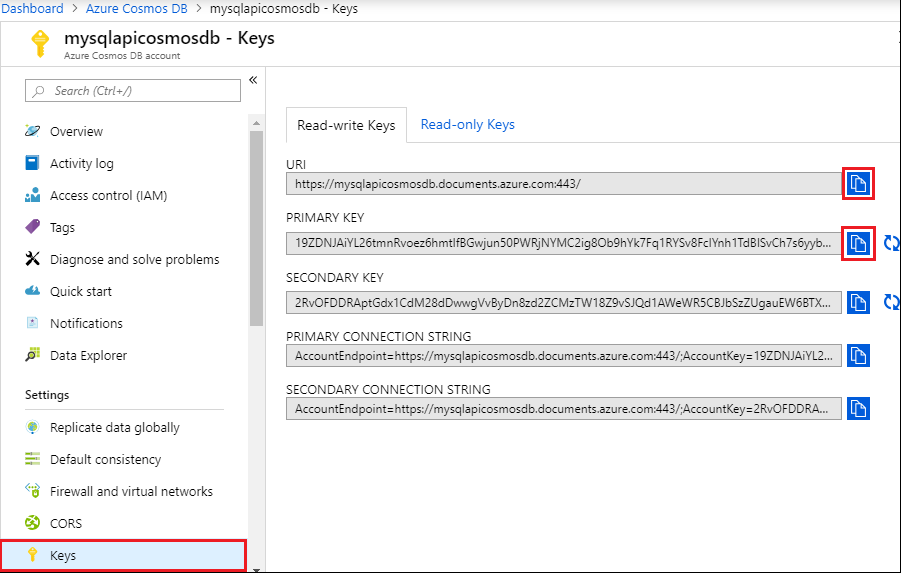 Dashboard > Azure Cosmos DB > mysqlapicosmosdb - Keys
mysqlapicosmosdb - Keys
Azure Cosmos DB account
Search (Ctrl+/)
«
Overview
Activity log
Access control (IAM)
Tags
Diagnose and solve problems
Quick start
Notifications
Data Explorer
Settings
Replicate data globally
Default consistency
Firewall and virtual networks
CORS
Keys
Read-write Keys Read-only Keys
URI
https://mysqlapicosmosdb.documents.azure.com:443/
PRIMARY KEY
19ZDNJAiYL26tmnRvoez6hmtIfBGwjun50PWRjNYMC2ig8Ob9hYk7Fq1RYSv8FcIYnh1TdBISvCh7s6yyb...
SECONDARY KEY
2RvOFDDRAptGdx1CdM28dDwwgVvByDn8zd2ZCMzTW18Z9vSJQd1AWeWR5CBJbSzZUgauEW6BTX...
PRIMARY CONNECTION STRING
AccountEndpoint=https://mysqlapicosmosdb.documents.azure.com:443/;AccountKey=19ZDNJAiYL2...
SECONDARY CONNECTION STRING
AccountEndpoint=https://mysqlapicosmosdb.documents.azure.com:443/;AccountKey=2RvOFDDRA...